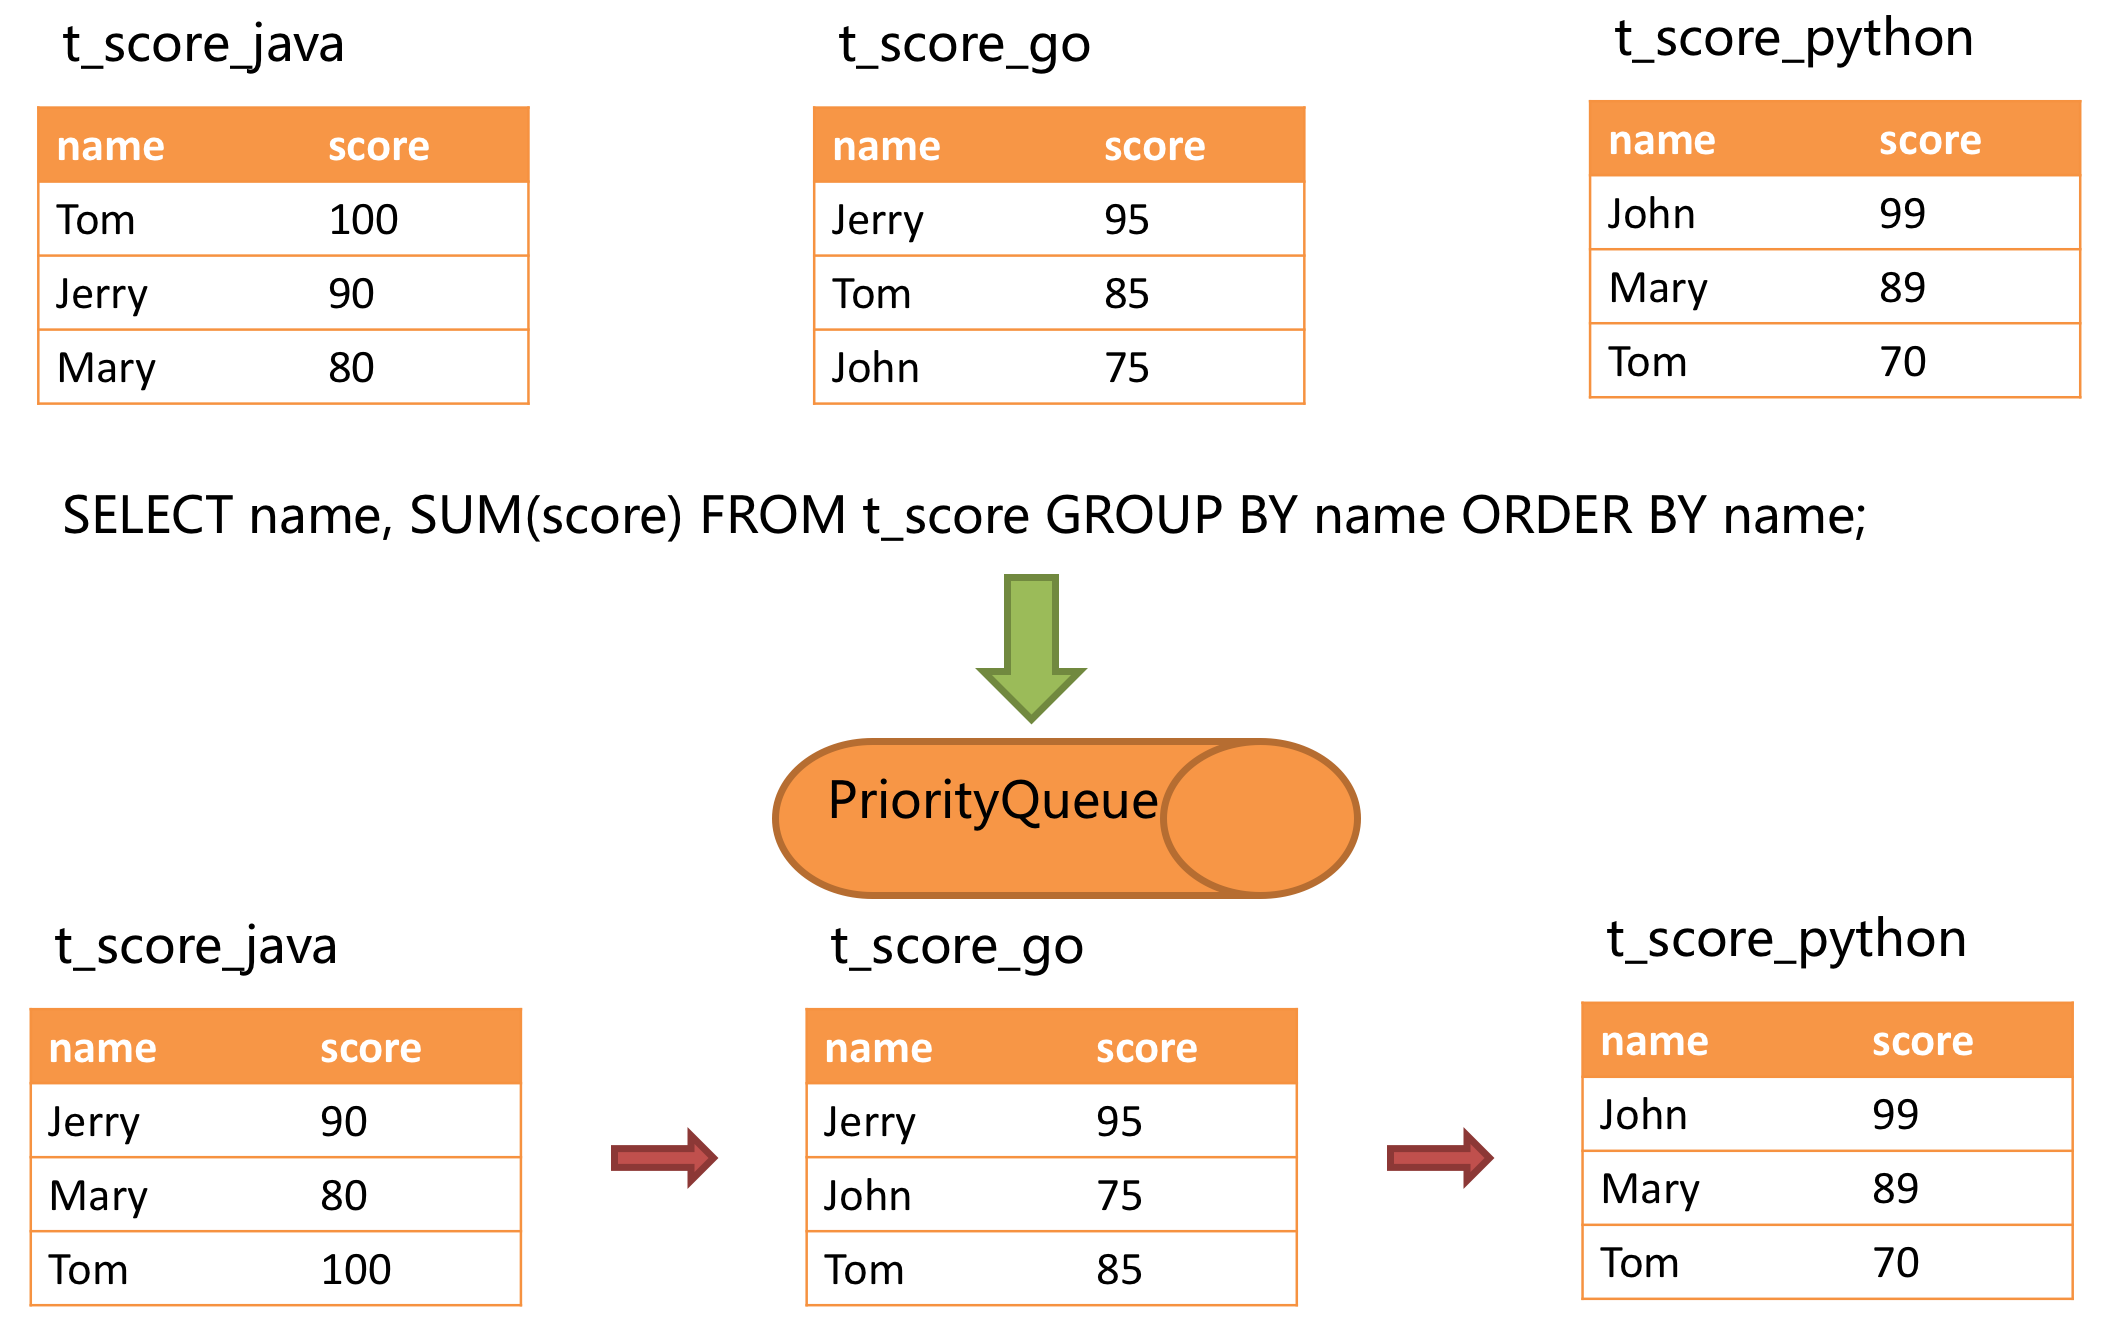 t_score_java t_score_go t_score_python
name score name score name score
Tom 100 Jerry 95 John 99
Jerry 90 Tom 85 Mary 89
Mary 80 John 75 Tom 70
SELECT name, SUM(score) FROM t_score GROUP BY name ORDER BY name;
PriorityQueue
t_score_java t_score_go t_score_python
name score name score name score
Jerry 90 Jerry 95 John 99
Mary 80 John 75 Mary 89
Tom 100 Tom 85 Tom 70